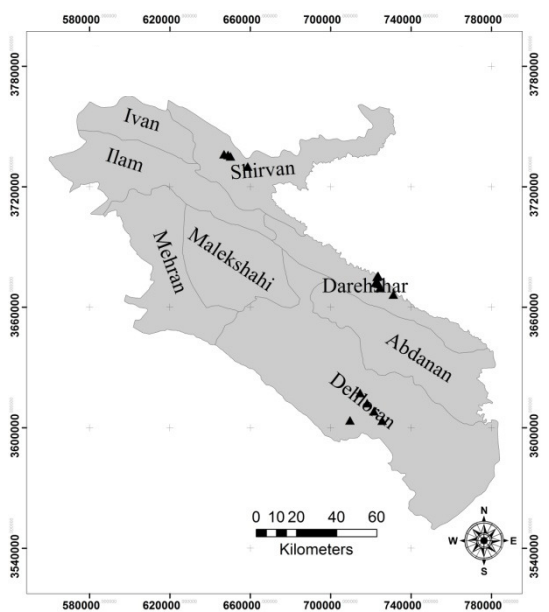 580000 620000 660000 700000 740000 780000
3780000 3780000
Ivan
Ilam
Shirvan
3720000 3720000
Mehran
Malekshahi
Darehshar
3660000 3660000
Abdanan
Dehloran
3600000 3600000
0 10 20 40 60
Kilometers
N
W E
S
3540000 3540000
580000 620000 660000 700000 740000 780000